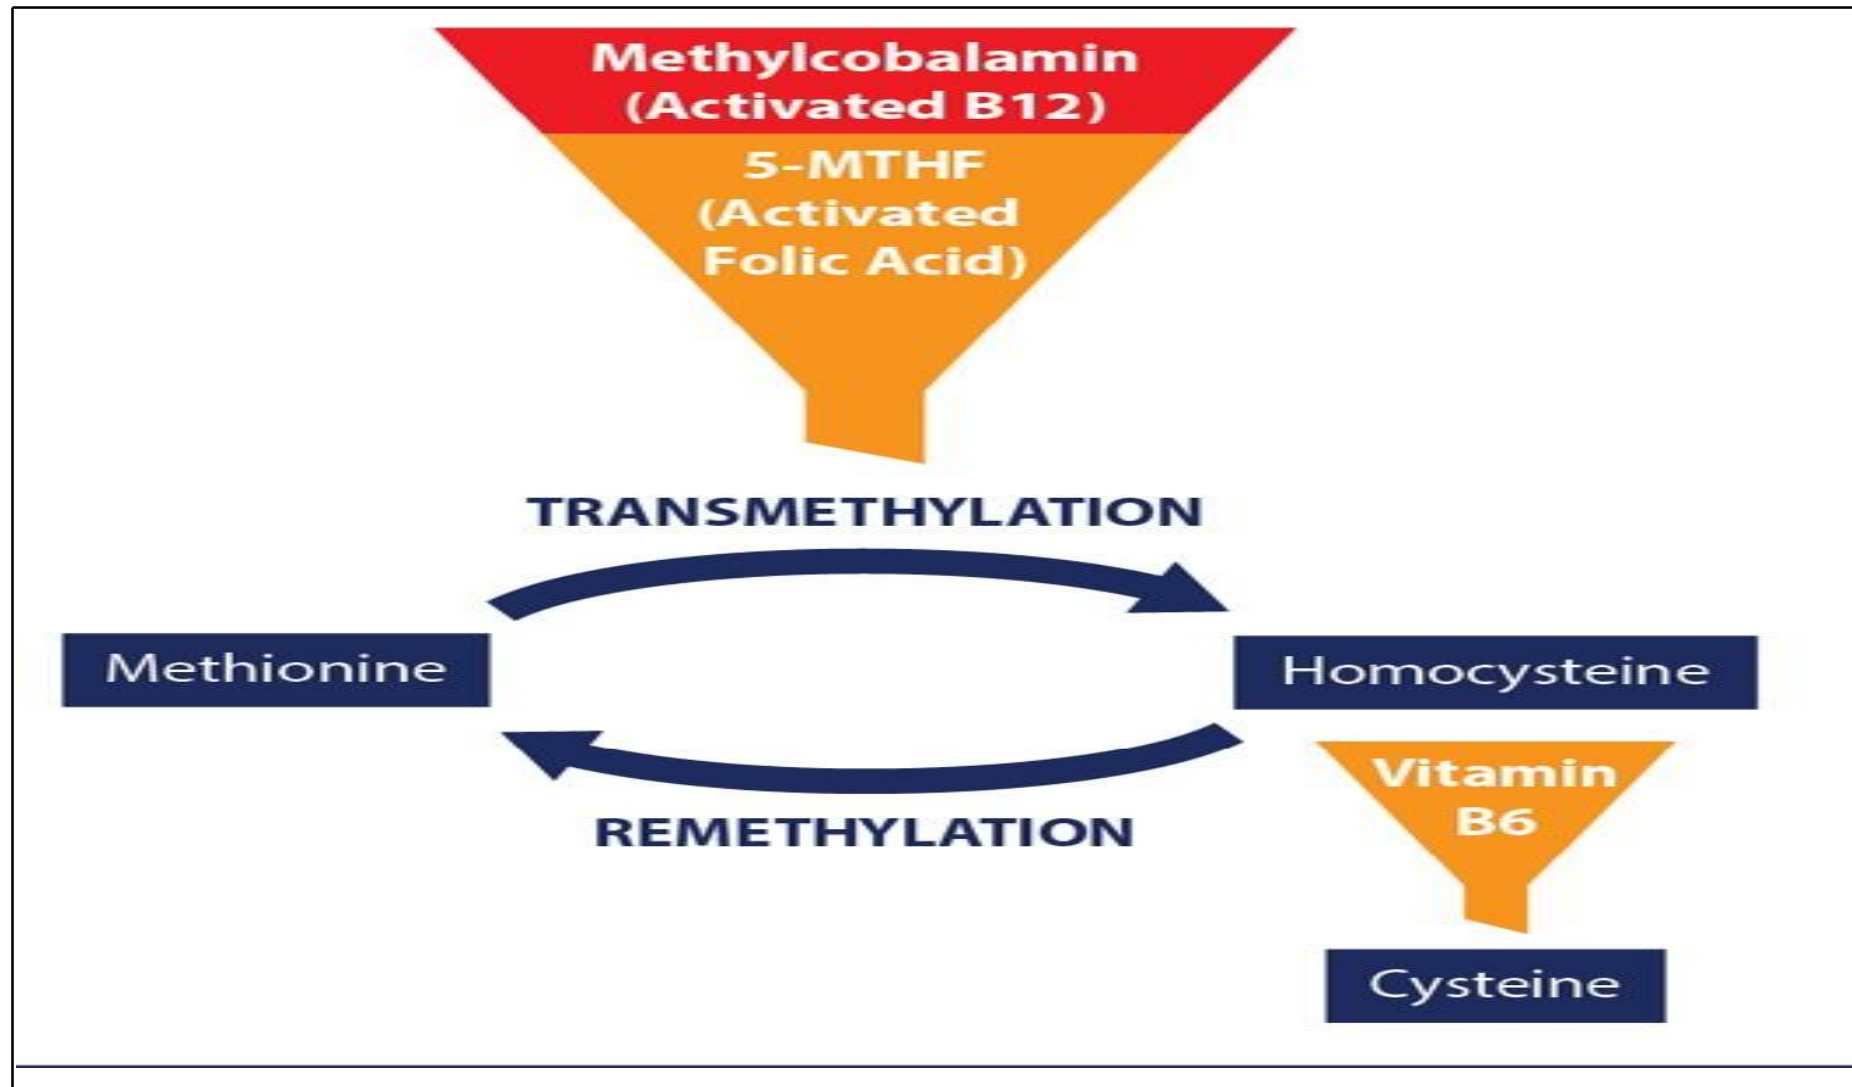 Methylcobalamin
(Activated B12)
5-MTHF
(Activated
Folic Acid)
TRANSMETHYLATION
Methionine
Homocysteine
REMETHYLATION
Vitamin
B6
Cysteine